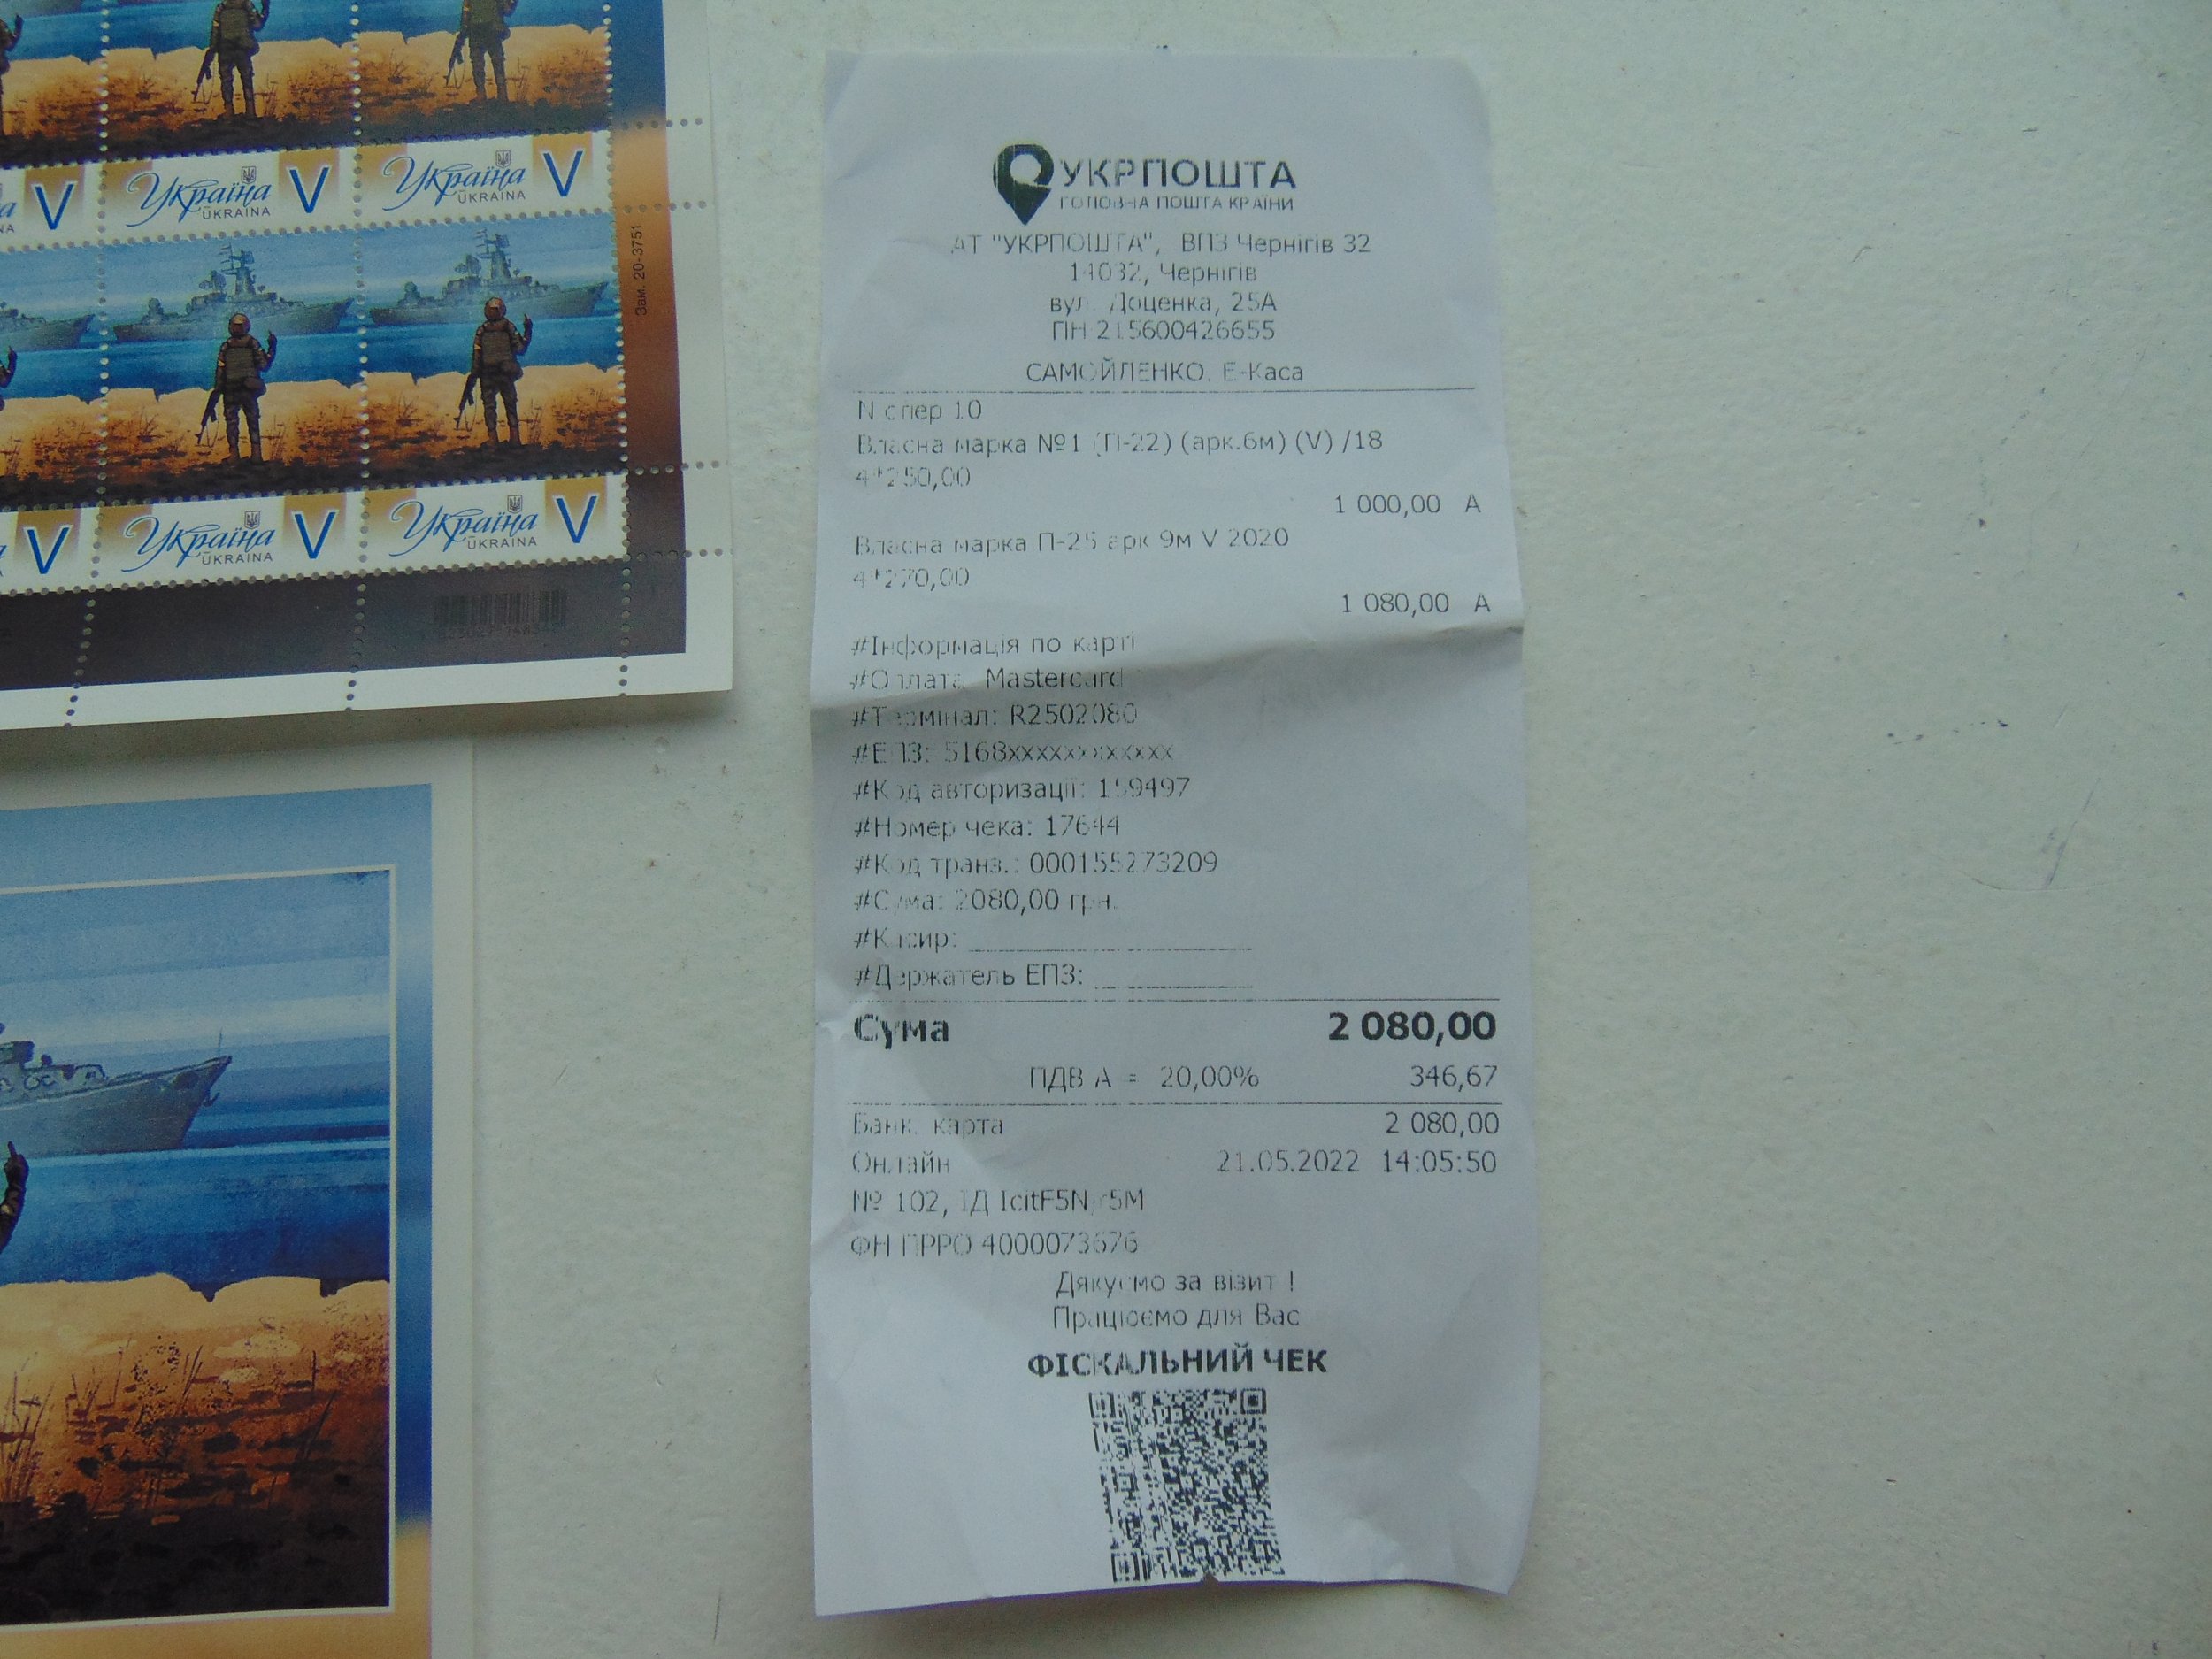 Україна V
UKRAINA
Україна V
UKRAINA
V
Зам. 20-3751
Україна V
UKRAINA
Україна V
UKRAINA
V
УКРПОШТА
ГОЛОВНА ПОШТА КРАЇНИ
АТ "УКРПОШТА", ВПЗ Чернігів 32
14032, Чернігів
вул. Доценка, 25А
ПН 215600426655
САМОЙЛЕНКО. Е-Каса
N опер 10
Власна марка №1 (П-22) (арк.6м) (V) /18
4*250,00
1 000,00 А
Власна марка П-25 арк 9м V 2020
4*270,00
1 080,00 А
#Інформація по карті
#Оплата Mastercard
#Термінал: R2502080
#ЕПЗ: 5168xxxxxxxxxxxx
#Код авторизації: 159497
#Номер чека: 17644
#Код транз.: 000155273209
#Сума: 2080,00 грн.
#Касир:
#Держатель ЕПЗ:
Сума 2 080,00
ПДВ А = 20,00% 346,67
Банк. карта 2 080,00
Онлайн 21.05.2022 14:05:50
№ 102, ІД
ФН ПРРО 4000073676
Дякуємо за візит !
Працюємо для Вас
ФІСКАЛЬНИЙ ЧЕК